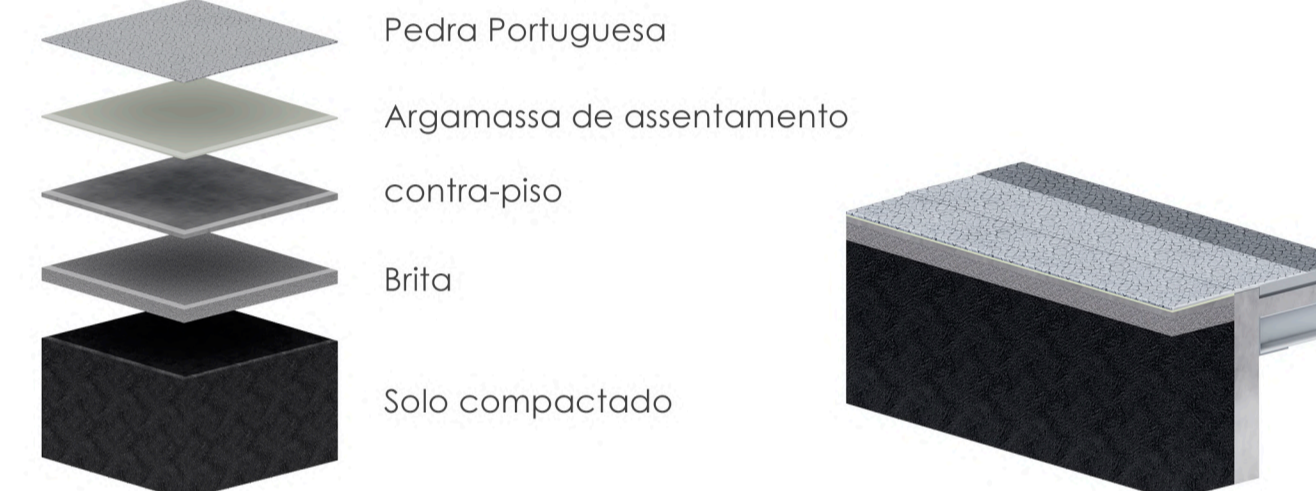 Pedra Portuguesa
Argamassa de assentamento
contra-piso
Brita
Solo compactado